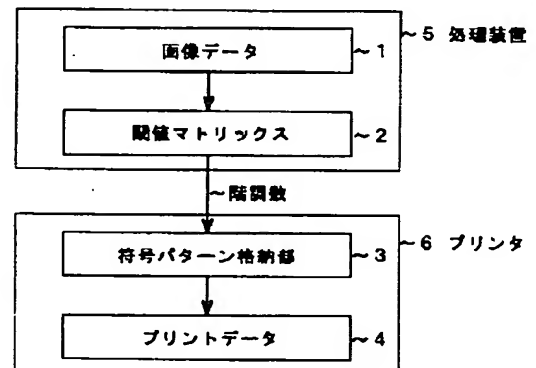 画像データ ~1
~5 処理装置
閾値マトリックス ~2
~階調数
符号パターン格納部 ~3
~6 プリンタ
プリントデータ ~4